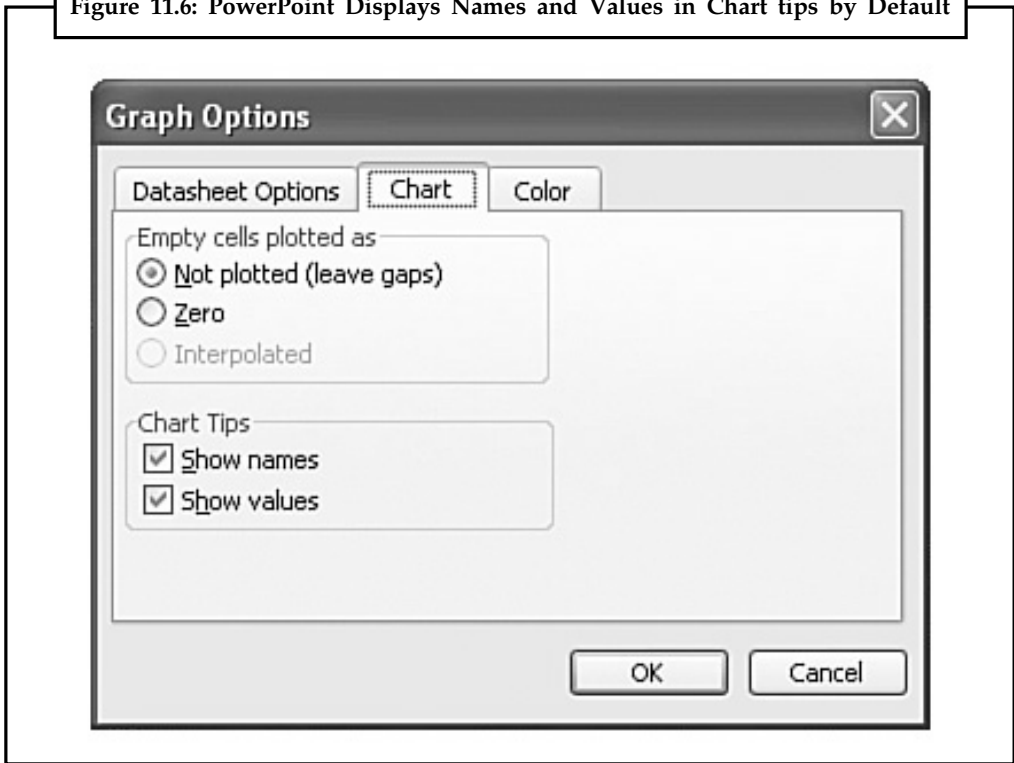 Figure 11.6: PowerPoint Displays Names and Values in Chart tips by Default
Graph Options
Datasheet Options Chart Color
Empty cells plotted as
Not plotted (leave gaps)
Zero
Interpolated
Chart Tips
Show names
Show values
OK Cancel